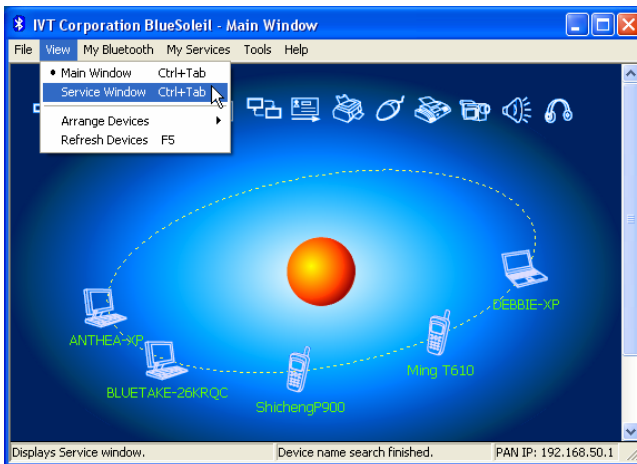 IVT Corporation BlueSoleil - Main Window
File View My Bluetooth My Services Tools Help
Main Window Ctrl+Tab
Service Window Ctrl+Tab
Arrange Devices
Refresh Devices F5
DEBBIE-XP
ANTHEA-XP
Ming T610
BLUETAKE-26KRQC
ShichengP900
Displays Service window. Device name search finished. PAN IP: 192.168.50.1